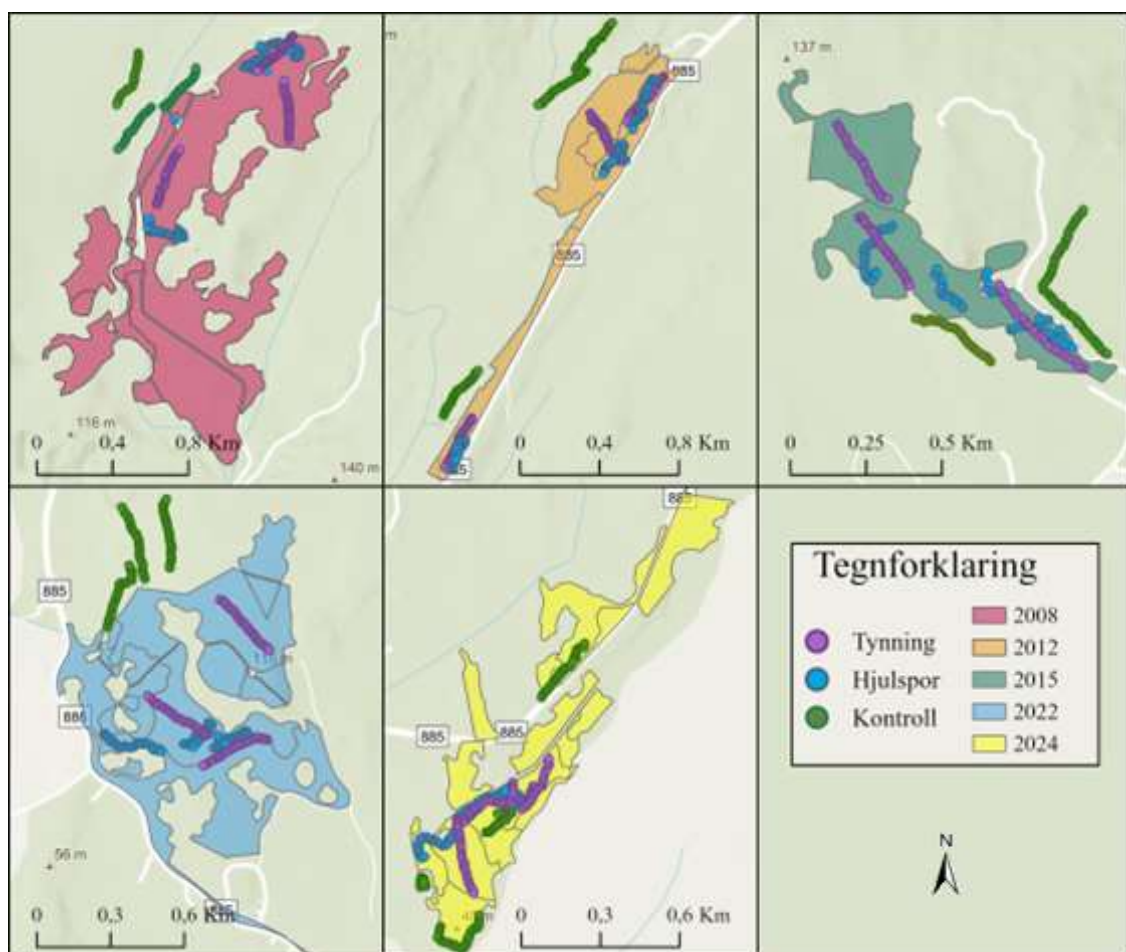 885
137 m
885
116 m
0 0,4 0,8 Km
140 m
885
0 0,4 0,8 Km
0 0,25 0,5 Km
885
885
885
885
885
56 m
0 0,3 0,6 Km
0 0,3 0,6 Km
Tegnforklaring
Tynning
Hjulspor
Kontroll
2008
2012
2015
2022
2024
N